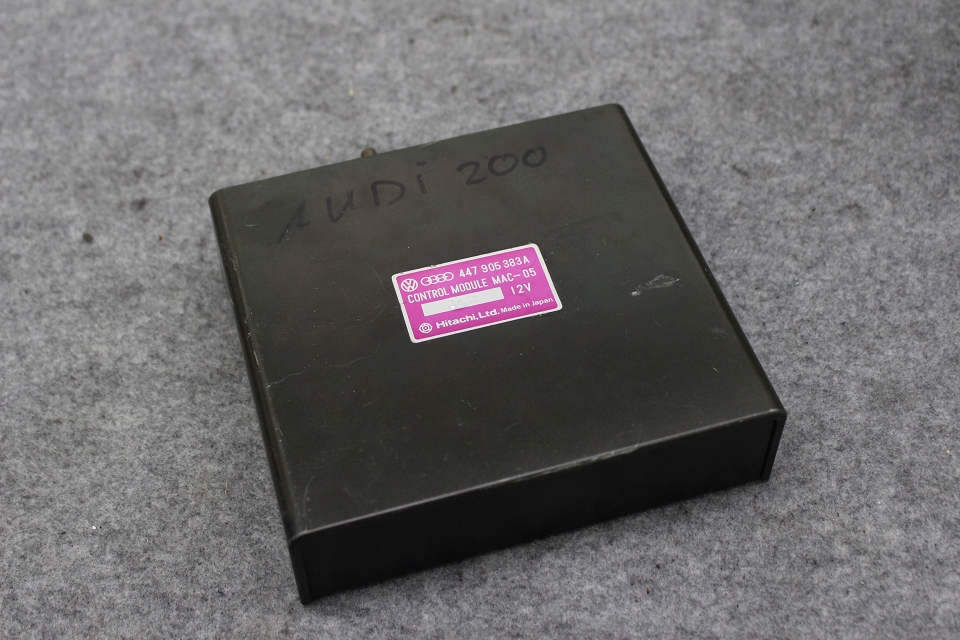 AUDi 200
447 905 383A
CONTROL MODULE MAC-05
12V
Hitachi, Ltd. Made in Japan